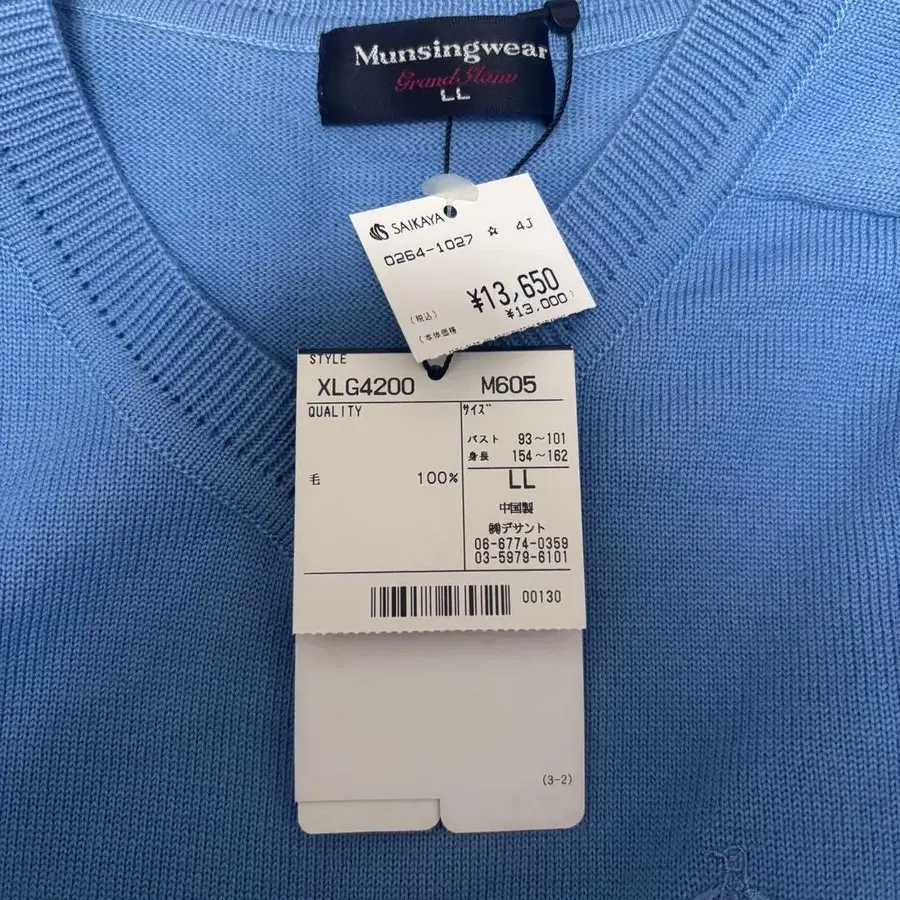 Munsingwear
Grand Slam
LL
SAIKAYA
0264-1027 ☆ 4J
¥13,650
(税込)
¥13,000)
(本体価格
STYLE
XLG4200 M605
QUALITY
サイズ
バスト 93〜101
身長 154〜162
毛 100%
LL
中国製
㈱デサント
06-6774-0359
03-5979-6101
00130
(3-2)